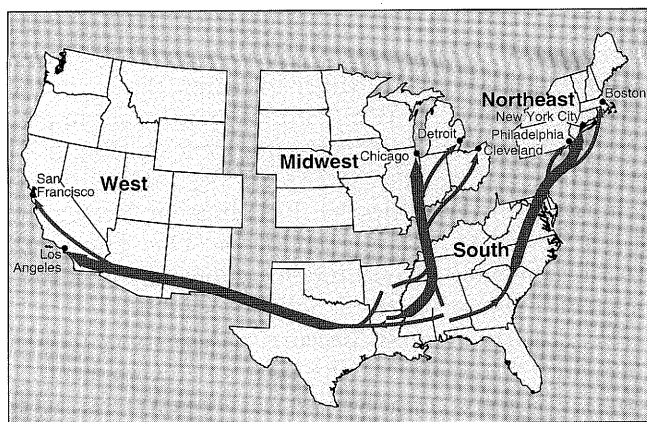 Northeast
Boston
New York City
Philadelphia
Cleveland
Detroit
Midwest
Chicago
San
Francisco
West
South
Los
Angeles